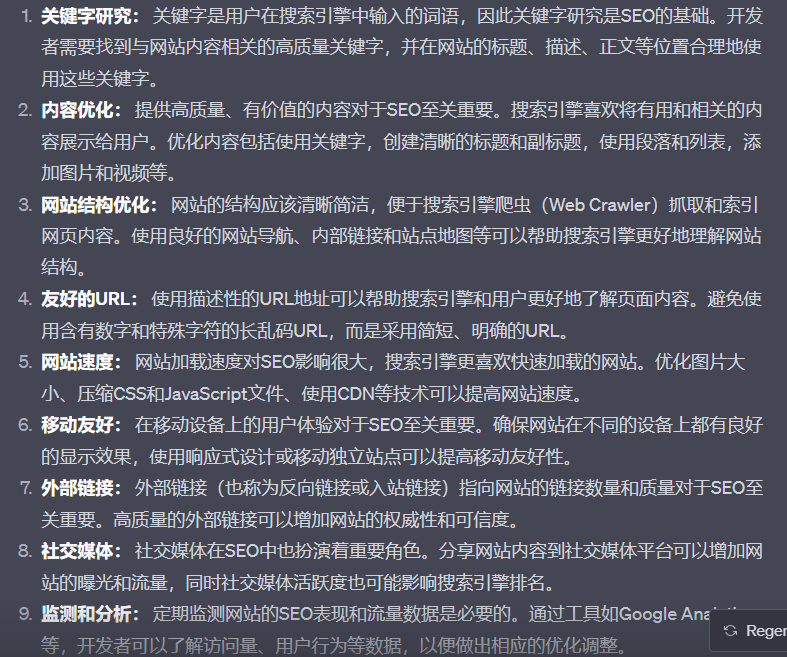 1. 关键字研究： 关键字是用户在搜索引擎中输入的词语，因此关键字研究是SEO的基础。开发
者需要找到与网站内容相关的高质量关键字，并在网站的标题、描述、正文等位置合理地使
用这些关键字。
2. 内容优化： 提供高质量、有价值的内容对于SEO至关重要。搜索引擎喜欢将有用和相关的内
容展示给用户。优化内容包括使用关键字，创建清晰的标题和副标题，使用段落和列表，添
加图片和视频等。
3. 网站结构优化： 网站的结构应该清晰简洁，便于搜索引擎爬虫（Web Crawler）抓取和索引
网页内容。使用良好的网站导航、内部链接和站点地图等可以帮助搜索引擎更好地理解网站
结构。
4. 友好的URL： 使用描述性的URL地址可以帮助搜索引擎和用户更好地了解页面内容。避免使
用含有数字和特殊字符的长乱码URL，而是采用简短、明确的URL。
5. 网站速度： 网站加载速度对SEO影响很大，搜索引擎更喜欢快速加载的网站。优化图片大
小、压缩CSS和JavaScript文件、使用CDN等技术可以提高网站速度。
6. 移动友好： 在移动设备上的用户体验对于SEO至关重要。确保网站在不同的设备上都有良好
的显示效果，使用响应式设计或移动独立站点可以提高移动友好性。
7. 外部链接： 外部链接（也称为反向链接或入站链接）指向网站的链接数量和质量对于SEO至
关重要。高质量的外部链接可以增加网站的权威性和可信度。
8. 社交媒体： 社交媒体在SEO中也扮演着重要角色。分享网站内容到社交媒体平台可以增加网
站的曝光和流量，同时社交媒体活跃度也可能影响搜索引擎排名。
9. 监测和分析： 定期监测网站的SEO表现和流量数据是必要的。通过工具如Google
等，开发者可以了解访问量、用户行为等数据，以便做出相应的优化调整。
Regener